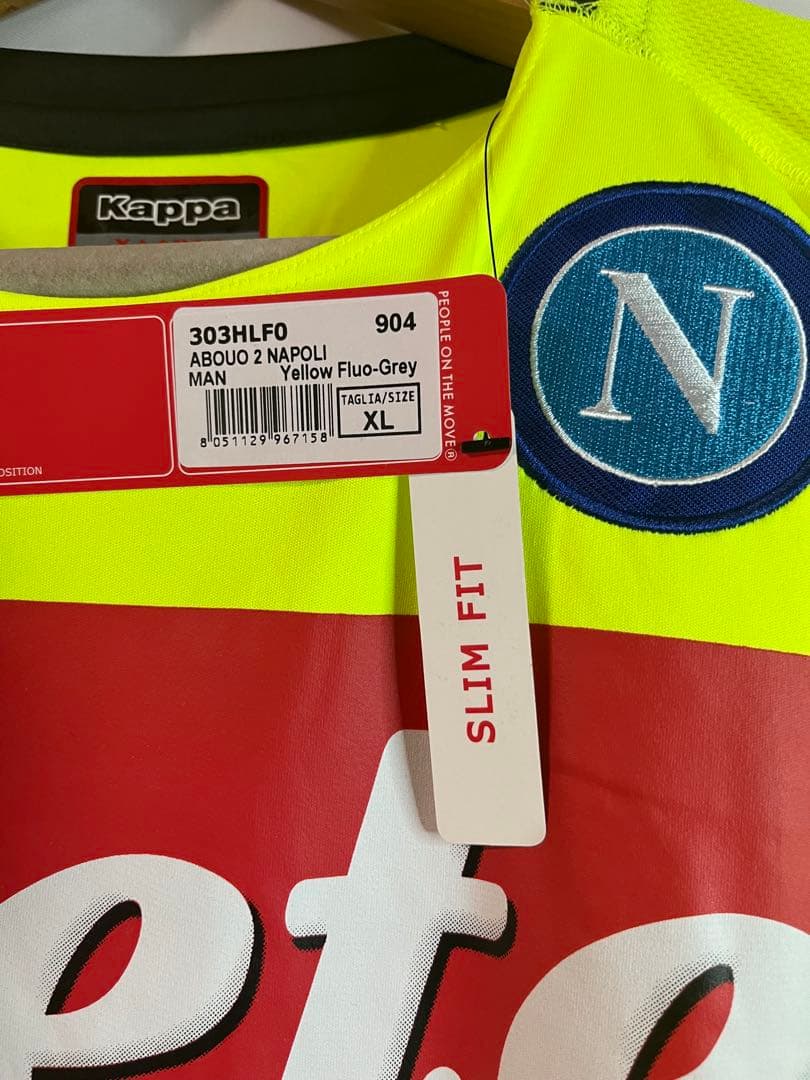 Kappa
303HLF0 904
ABOUO 2 NAPOLI
MAN Yellow Fluo-Grey
TAGLIA/SIZE
XL
8 051129 967158
PEOPLE ON THE MOVE®
OSITION
N
SLIM FIT
ete